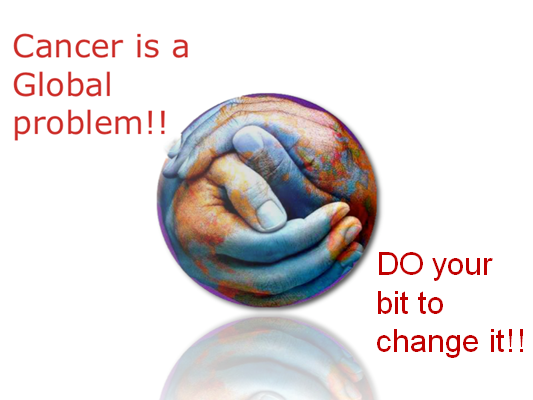 Cancer is a
Global
problem!!
DO your
bit to
change it!!